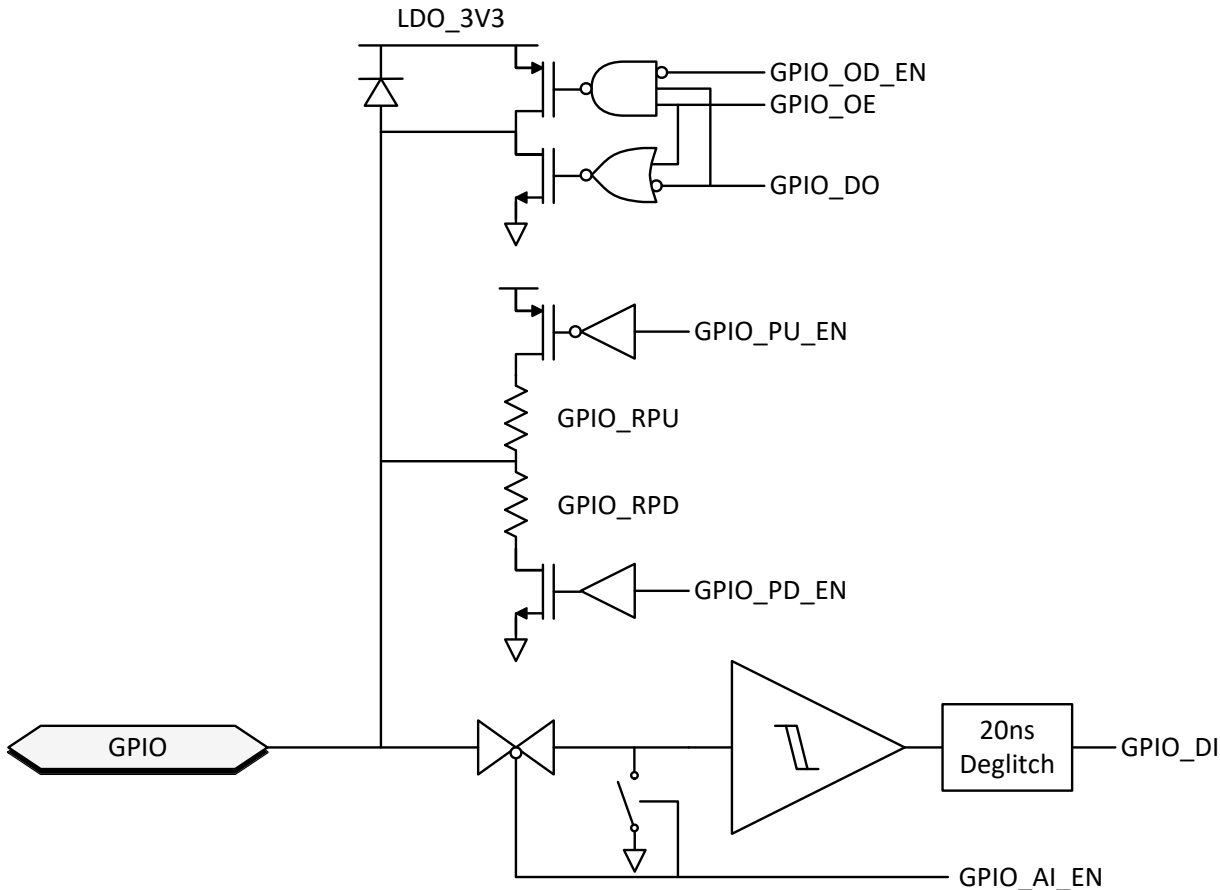 LDO_3V3
GPIO_OD_EN
GPIO_OE
GPIO_DO
GPIO_PU_EN
GPIO_RPU
GPIO_RPD
GPIO_PD_EN
GPIO
20ns
Deglitch
GPIO_DI
GPIO_AI_EN